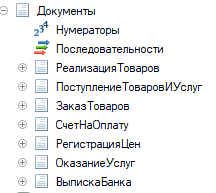 Документы
Нумераторы
Последовательности
РеализацияТоваров
ПоступлениеТоваровИУслуг
ЗаказТоваров
СчетНаОплату
РегистрацияЦен
ОказаниеУслуг
ВыпискаБанка